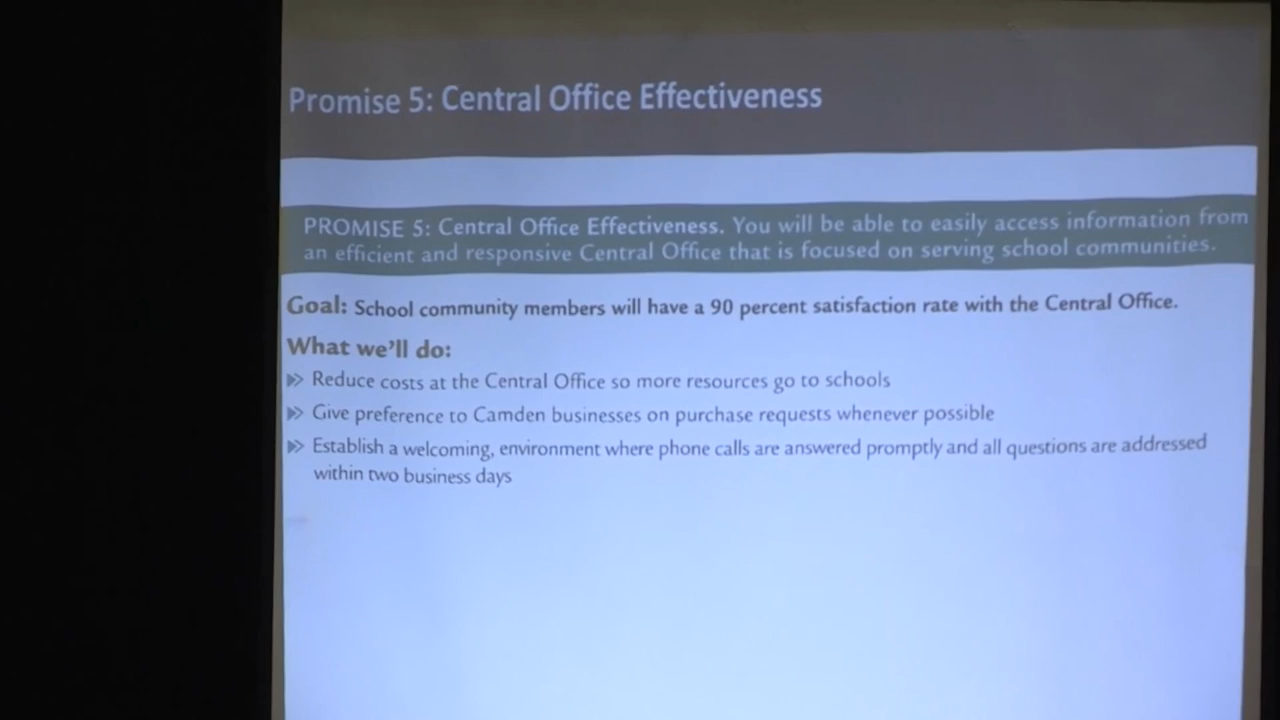 Promise 5: Central Office Effectiveness
PROMISE 5: Central Office Effectiveness. You will be able to easily access information from
an efficient and responsive Central Office that is focused on serving school communities.
Goal: School community members will have a 90 percent satisfaction rate with the Central Office.
What we'll do:
Reduce costs at the Central Office so more resources go to schools
Give preference to Camden businesses on purchase requests whenever possible
Establish a welcoming, environment where phone calls are answered promptly and all questions are addressed
within two business days